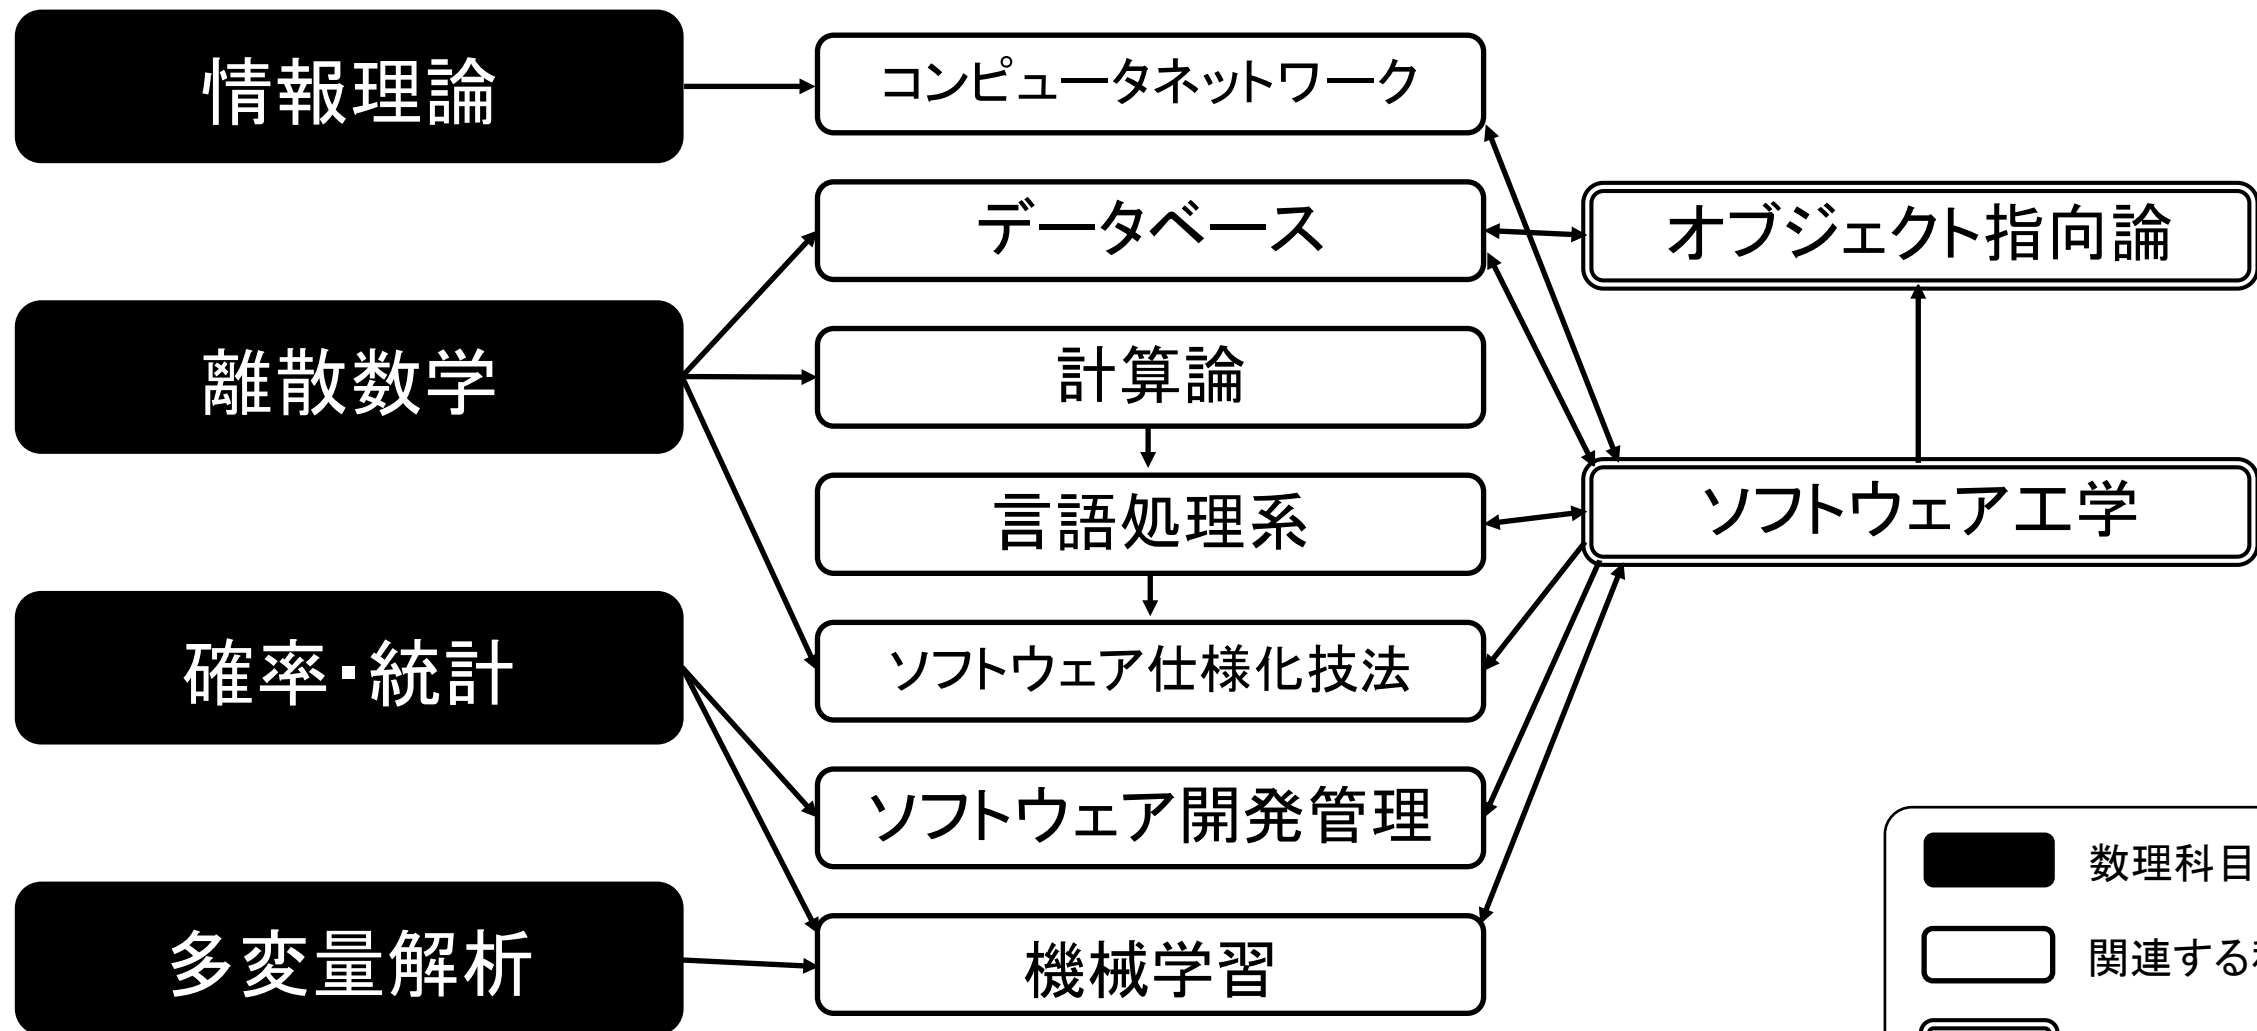 情報理論
離散数学
確率・統計
多変量解析
コンピュータネットワーク
データベース
計算論
言語処理系
ソフトウェア仕様化技法
ソフトウェア開発管理
機械学習
オブジェクト指向論
ソフトウェア工学
数理科目
関連する